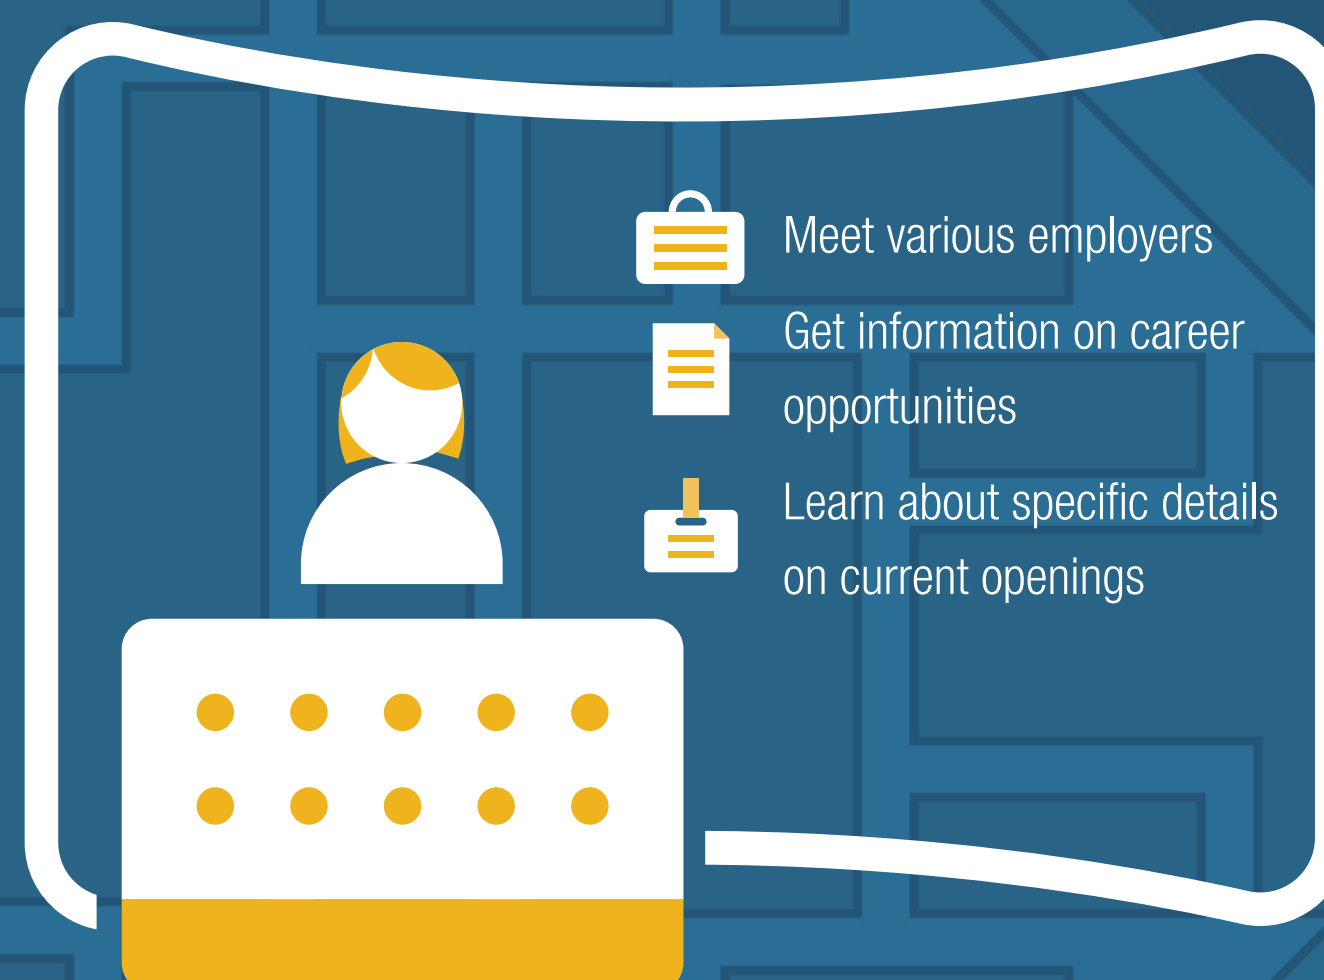 Meet various employers
Get information on career
opportunities
Learn about specific details
on current openings